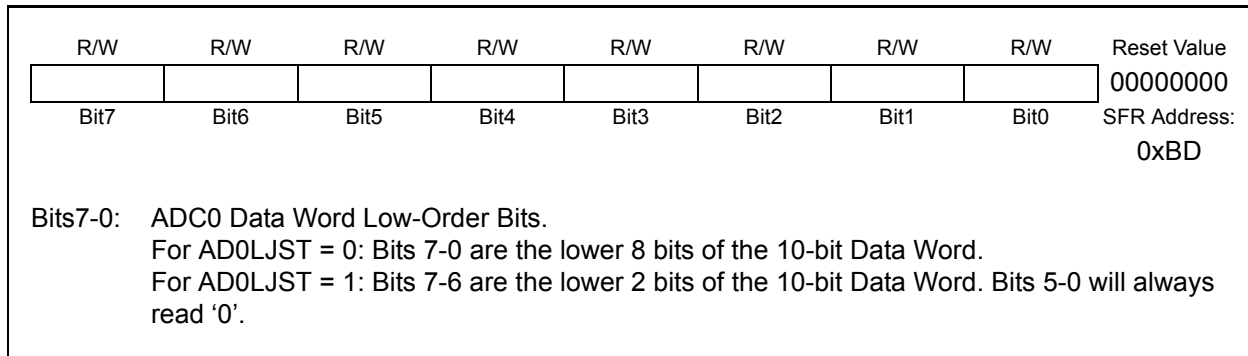 R/W R/W R/W R/W R/W R/W R/W R/W Reset Value
00000000
Bit7 Bit6 Bit5 Bit4 Bit3 Bit2 Bit1 Bit0 SFR Address:
0xBD
Bits7-0: ADC0 Data Word Low-Order Bits.
For AD0LJST = 0: Bits 7-0 are the lower 8 bits of the 10-bit Data Word.
For AD0LJST = 1: Bits 7-6 are the lower 2 bits of the 10-bit Data Word. Bits 5-0 will always
read ‘0’.